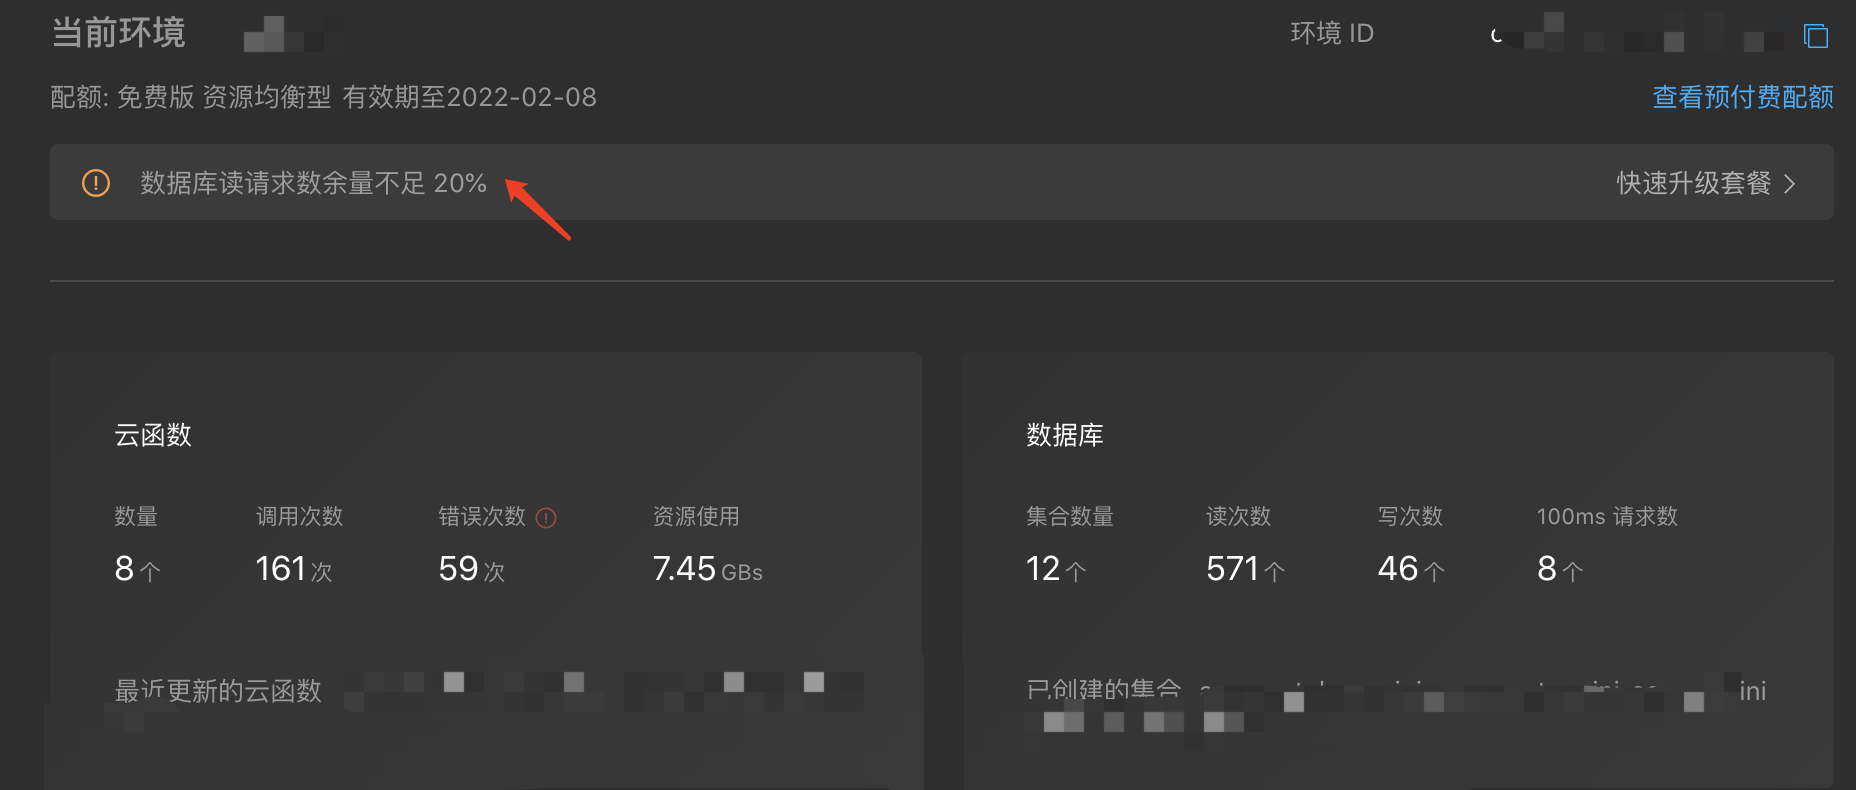 当前环境
环境 ID
配额: 免费版 资源均衡型 有效期至2022-02-08
查看预付费配额
数据库读请求数余量不足 20%
快速升级套餐
云函数
数量 调用次数 错误次数 资源使用
8 个 161 次 59 次 7.45 GBs
最近更新的云函数
数据库
集合数量 读次数 写次数 100ms 请求数
12 个 571 个 46 个 8 个
已创建的集合